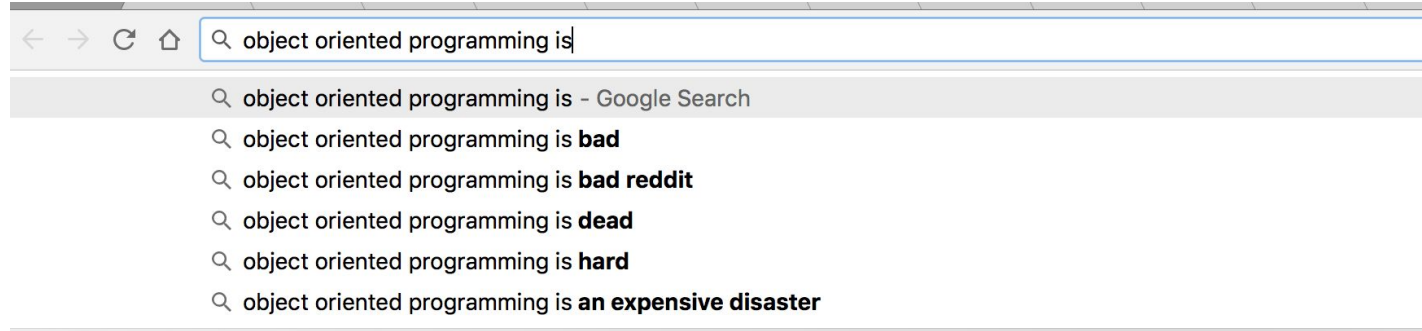 object oriented programming is
object oriented programming is - Google Search
object oriented programming is bad
object oriented programming is bad reddit
object oriented programming is dead
object oriented programming is hard
object oriented programming is an expensive disaster